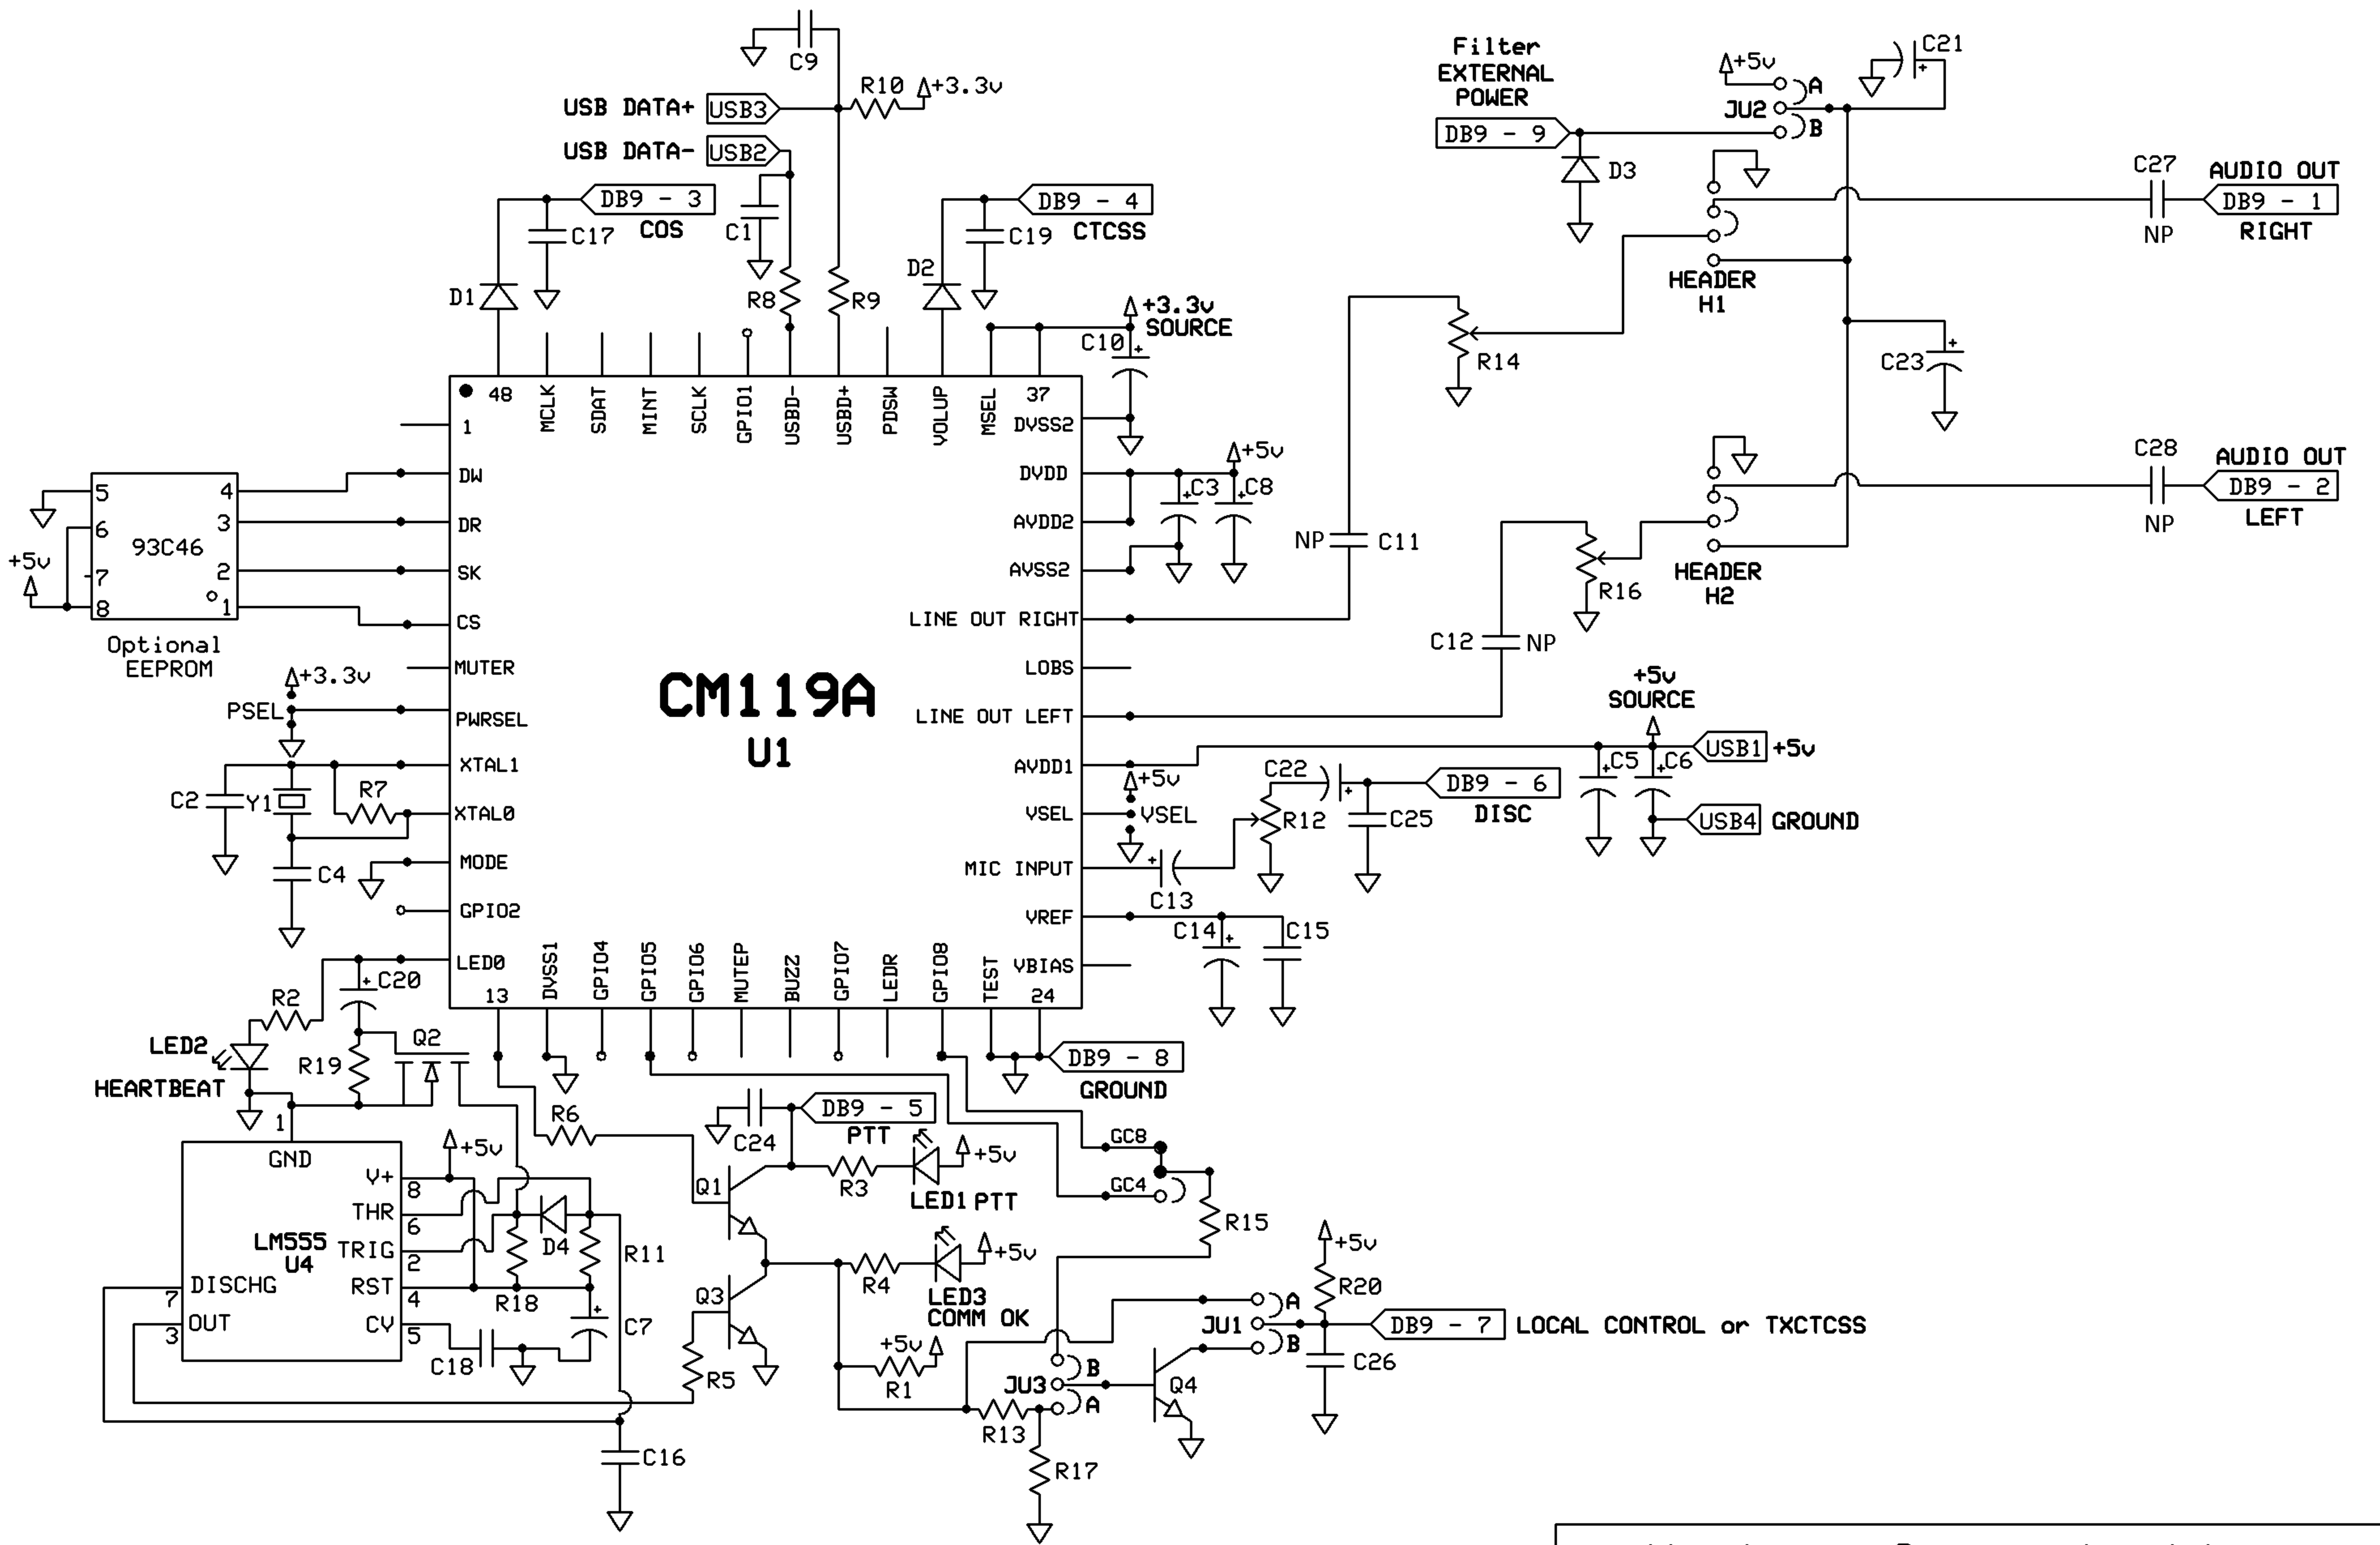 C9
R10 +3.3v
USB DATA+ USB3
USB DATA- USB2
DB9 - 3
COS
C17
C1
DB9 - 4
CTCSS
C19
D1
R8
R9
D2
+3.3v
SOURCE
C10
Filter
EXTERNAL
POWER
DB9 - 9
D3
+5v
A
JU2
B
C21
+
C27
NP
AUDIO OUT
DB9 - 1
RIGHT
HEADER
H1
R14
C23
+
C28
NP
AUDIO OUT
DB9 - 2
LEFT
HEADER
H2
R16
NP C11
C12 NP
48 MCLK SDAT MINT SCLK GPIO1 USBD- USBD+ PDSW VOLUP MSEL 37
1
DW
DR
SK
CS
MUTER
PWRSEL
XTAL1
XTAL0
MODE
GPIO2
LED0
CM119A
U1
DVSS2
DVDD
AVDD2
AVSS2
LINE OUT RIGHT
LOBS
LINE OUT LEFT
AVDD1
VSEL
MIC INPUT
VREF
VBIAS
13 DVSS1 GPIO4 GPIO5 GPIO6 MUTEP BUZZ GPIO7 LEDR GPIO8 TEST 24
+5v
+ C3
+ C8
5 4
6 3
93C46
7 2
8 1
+5v
Optional
EEPROM
+3.3v
PSEL
C2
Y1
R7
C4
+5v
VSEL
+5v
SOURCE
USB1 +5v
+ C5
+ C6
USB4 GROUND
C22
+
DB9 - 6
DISC
R12
C25
+
C13
C14 +
C15
R2
+ C20
LED2
HEARTBEAT
R19
Q2
1
GND
V+ 8
THR 6
LM555
U4
TRIG 2
DISCHG
7
RST 4
OUT
3
CV 5
+5v
D4
R11
R18
+
C7
C18
C16
R6
C24
DB9 - 5
PTT
Q1
R3
+5v
LED1 PTT
R4
+5v
LED3
COMM OK
Q3
R5
+5v
R1
DB9 - 8
GROUND
GC8
GC4
R15
A
JU1
B
+5v
R20
DB9 - 7 LOCAL CONTROL or TXCTCSS
C26
B
JU3
A
Q4
R13
R17